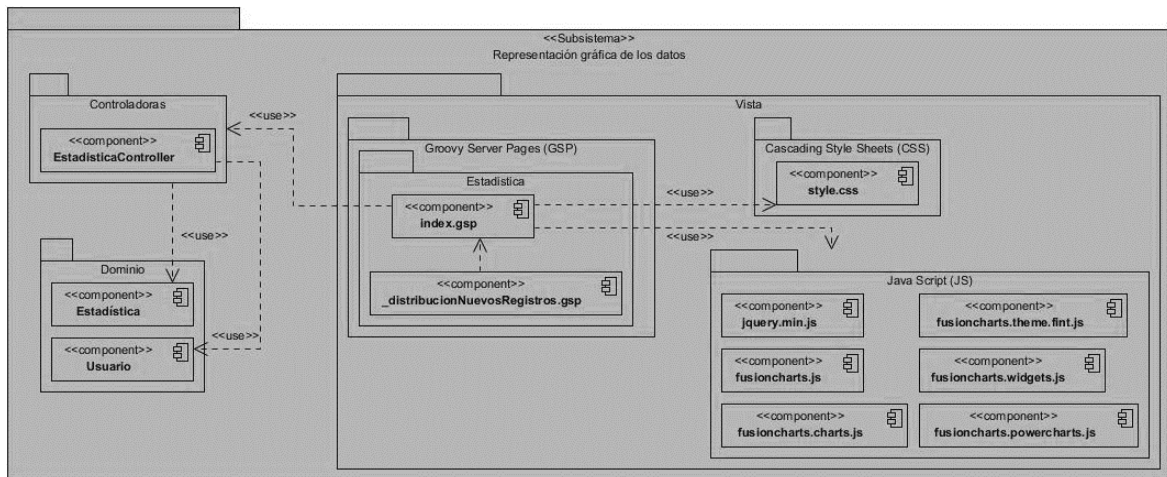 <<Subsistema>>
Representación gráfica de los datos
Controladoras
<<component>>
EstadisticaController
<<use>>
<<use>>
<<use>>
Dominio
<<component>>
Estadística
<<component>>
Usuario
Vista
Groovy Server Pages (GSP)
Estadistica
<<component>>
index.gsp
<<component>>
_distribucionNuevosRegistros.gsp
<<use>>
<<use>>
Cascading Style Sheets (CSS)
<<component>>
style.css
Java Script (JS)
<<component>>
jquery.min.js
<<component>>
fusioncharts.theme.fint.js
<<component>>
fusioncharts.js
<<component>>
fusioncharts.widgets.js
<<component>>
fusioncharts.charts.js
<<component>>
fusioncharts.powercharts.js